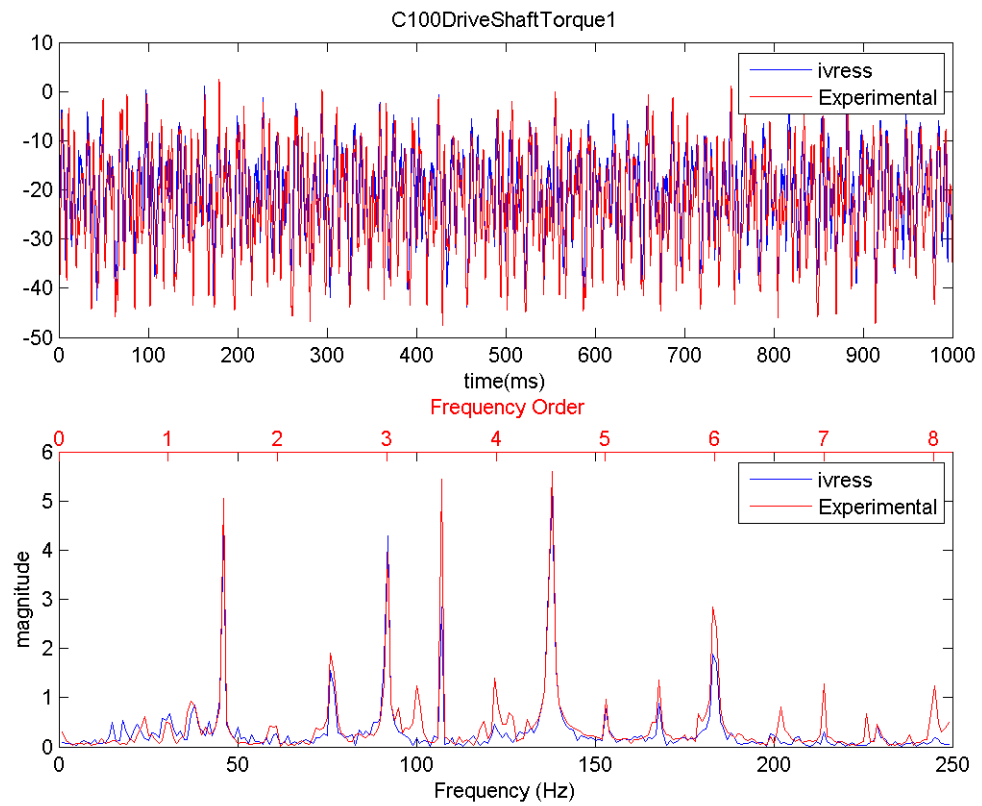 C100DriveShaftTorque1
10
0
-10
-20
-30
-40
-50
ivress
Experimental
0 100 200 300 400 500 600 700 800 900 1000
time(ms)
Frequency Order
0 1 2 3 4 5 6 7 8
6
5
4
3
2
1
0
magnitude
ivress
Experimental
0 50 100 150 200 250
Frequency (Hz)